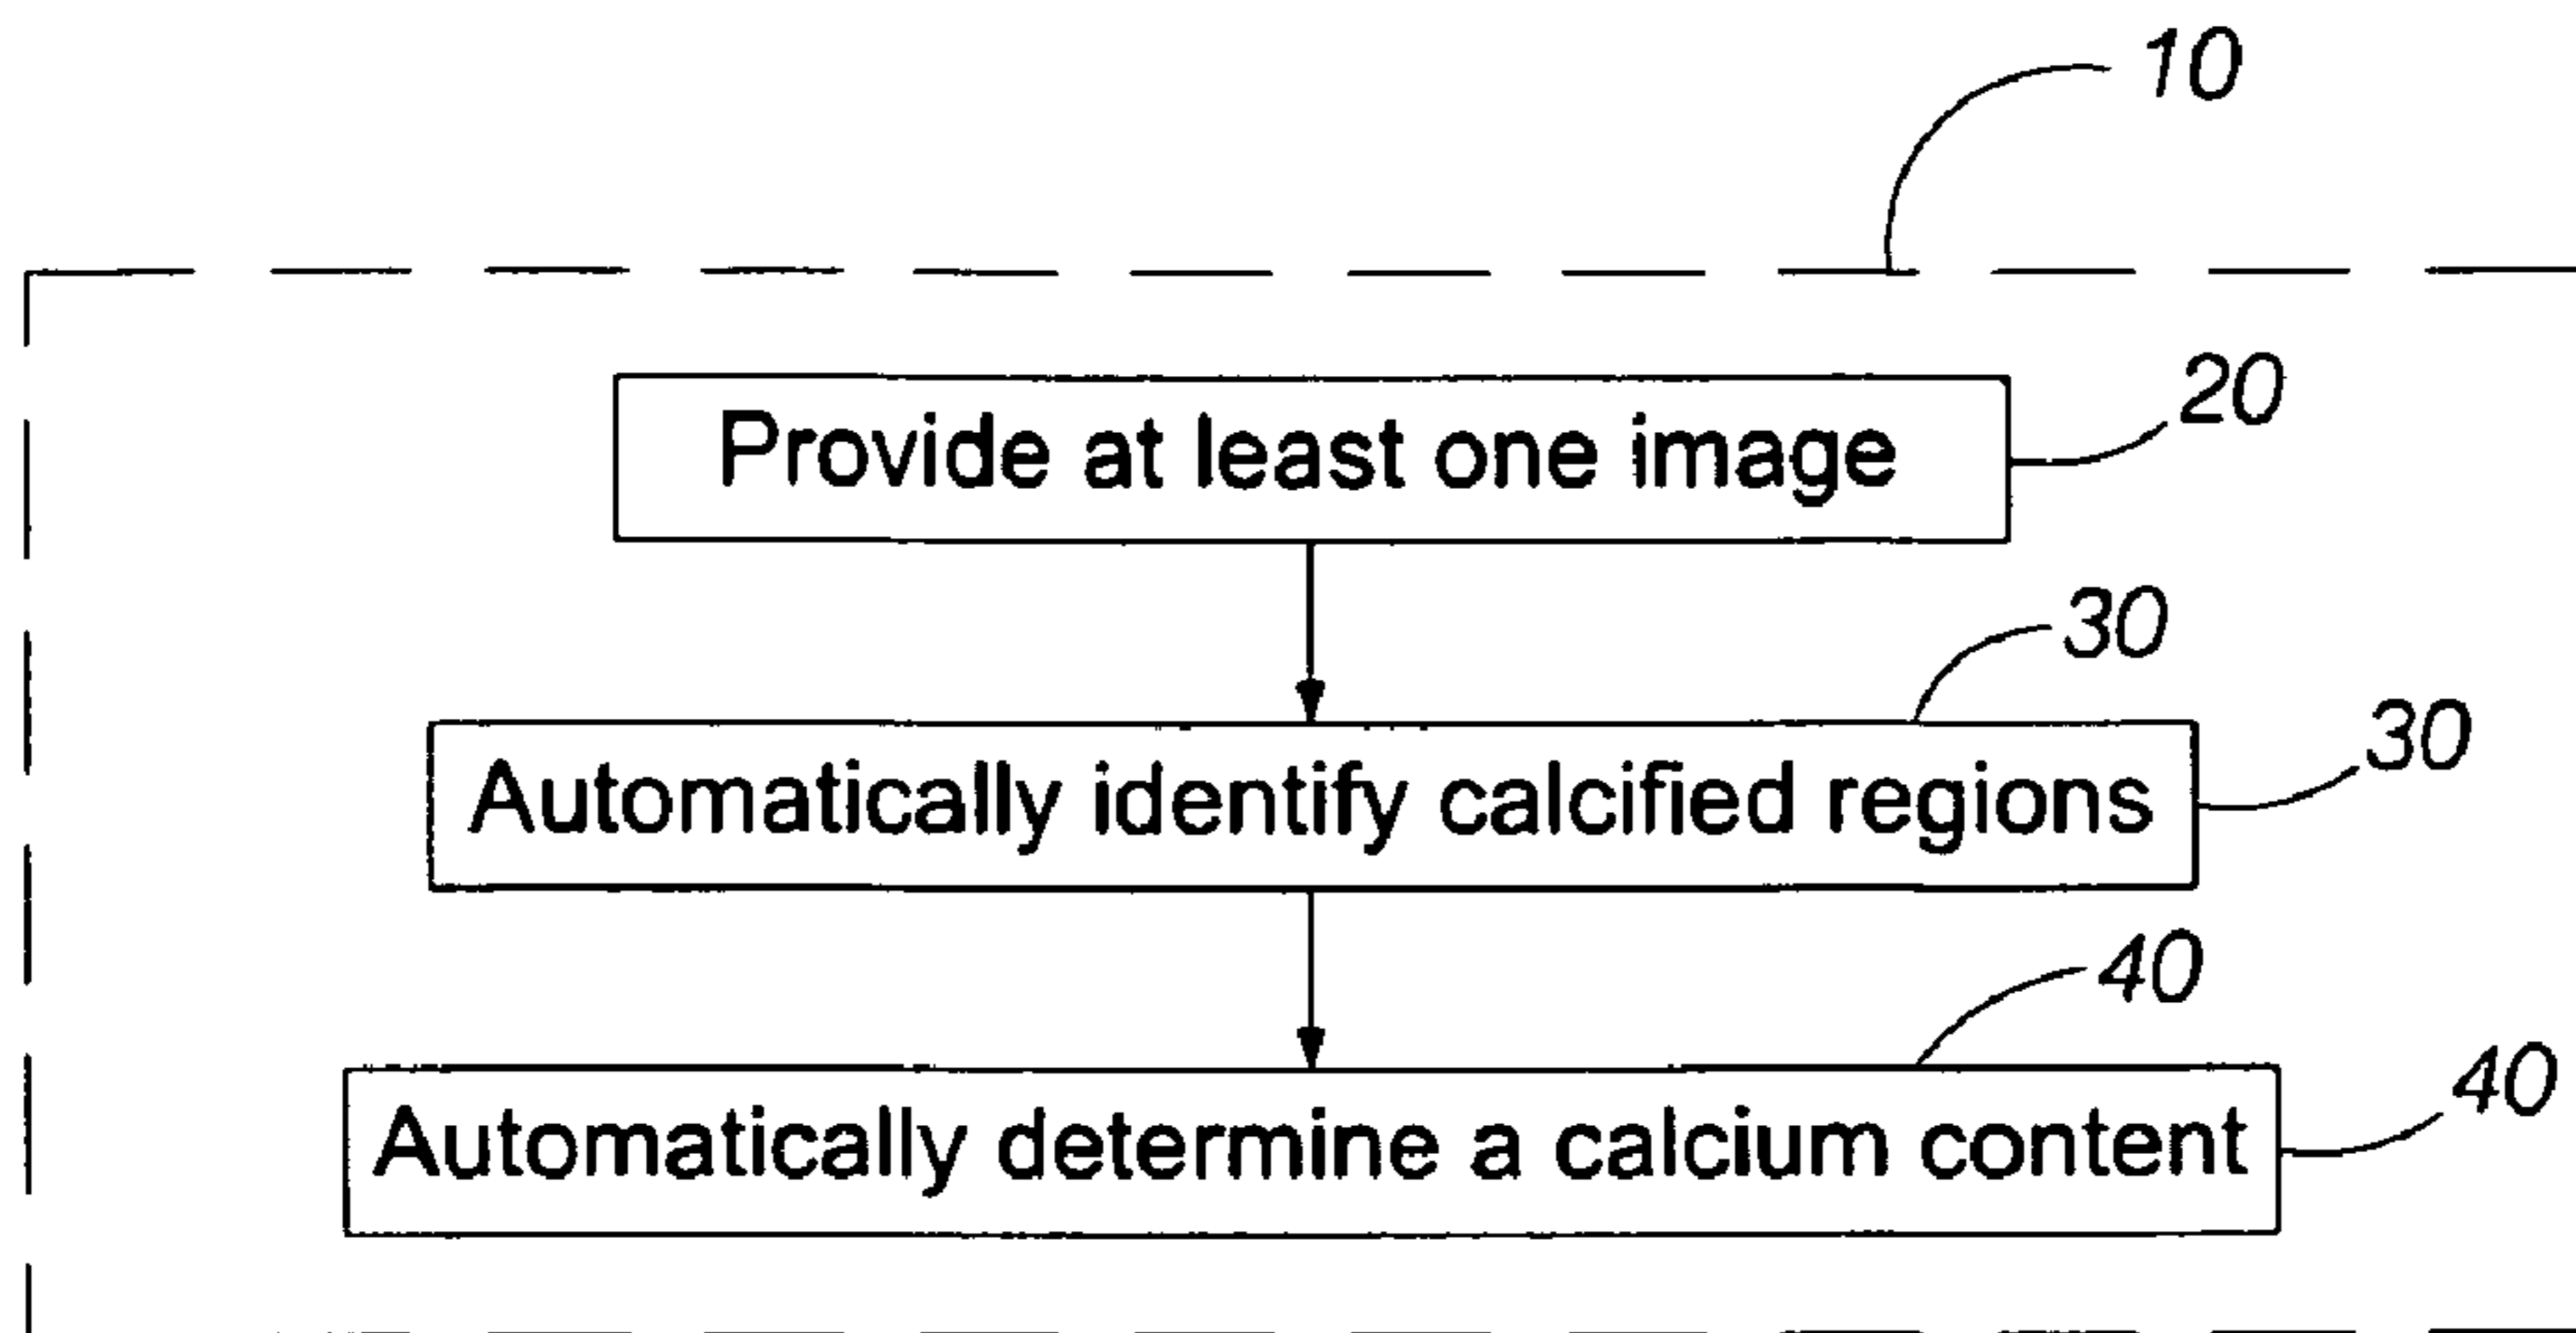 10
20
Provide at least one image
30
Automatically identify calcified regions
30
40
Automatically determine a calcium content
40